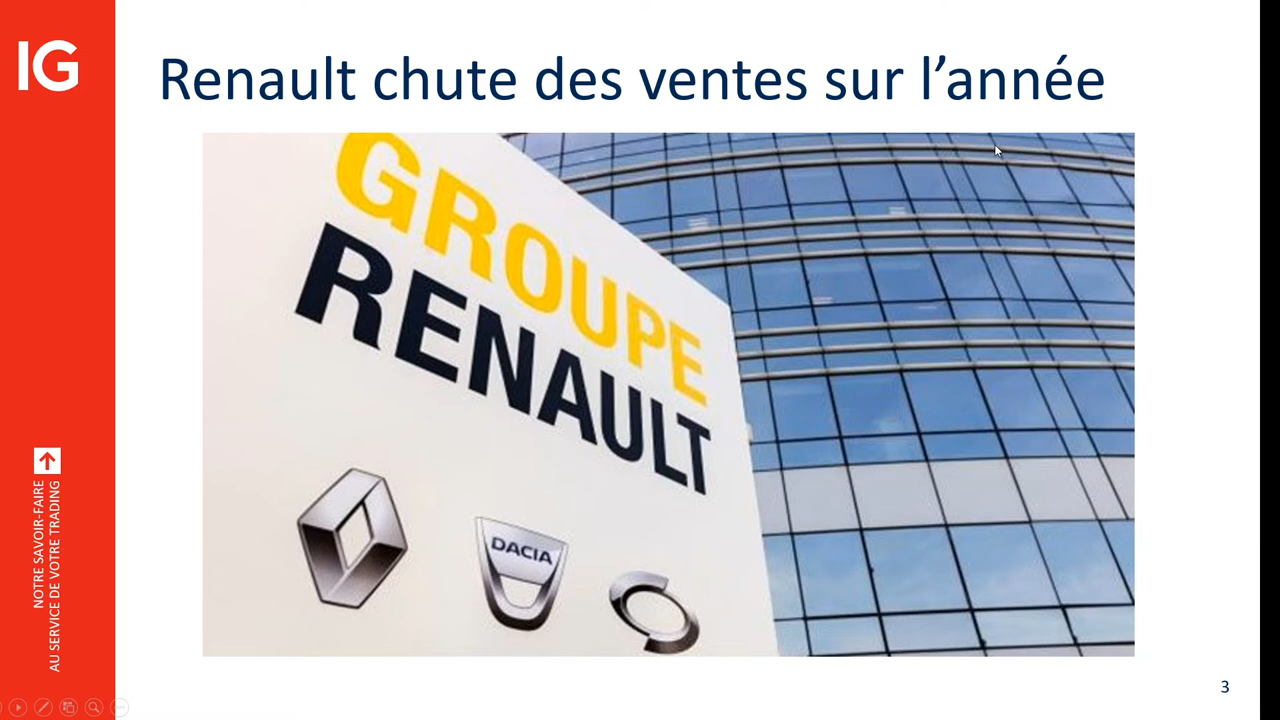 IG
Renault chute des ventes sur l’année
GROUPE
RENAULT
DACIA
NOTRE SAVOIR-FAIRE
AU SERVICE DE VOTRE TRADING
3